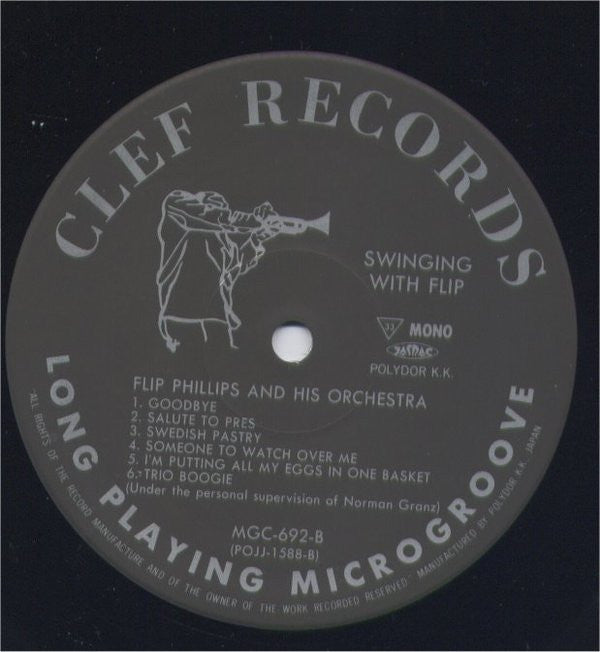 CLEF RECORDS
SWINGING
WITH FLIP
33 MONO
JASRAC
POLYDOR K.K.
FLIP PHILLIPS AND HIS ORCHESTRA
1. GOODBYE
2. SALUTE TO PRES
3. SWEDISH PASTRY
4. SOMEONE TO WATCH OVER ME
5. I'M PUTTING ALL MY EGGS IN ONE BASKET
6. TRIO BOOGIE
(Under the personal supervision of Norman Granz)
MGC-692-B
(POJJ-1588-B)
LONG PLAYING MICROGROOVE
"ALL RIGHTS OF THE RECORD MANUFACTURE AND OF THE OWNER OF THE WORK RECORDED RESERVED" MANUFACTURED BY POLYDOR K.K. JAPAN